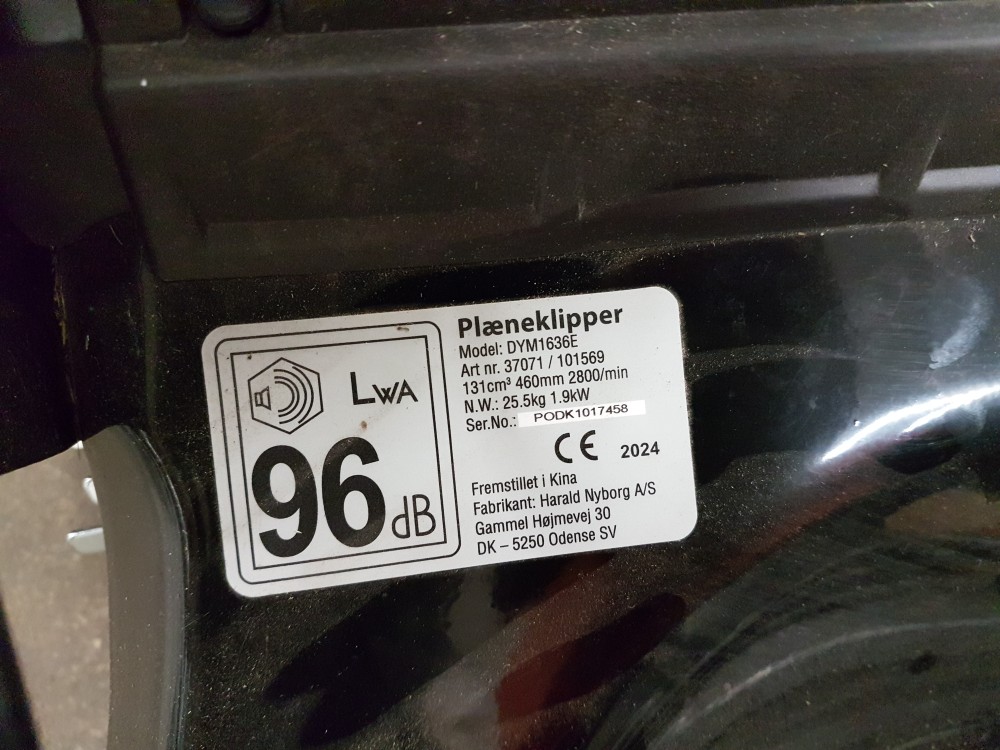 LWA
96 dB
Plæneklipper
Model: DYM1636E
Art nr. 37071 / 101569
131cm³ 460mm 2800/min
N.W.: 25.5kg 1.9kW
Ser.No.: PODK1017458
CE 2024
Fremstillet i Kina
Fabrikant: Harald Nyborg A/S
Gammel Højmevej 30
DK – 5250 Odense SV